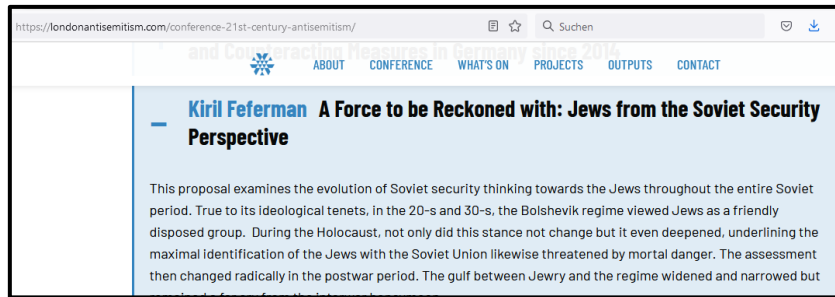 https://londonantisemitism.com/conference-21st-century-antisemitism/ Suchen
and Counteracting Measures in Germany since 2014
ABOUT CONFERENCE WHAT'S ON PROJECTS OUTPUTS CONTACT
Kiril Feferman A Force to be Reckoned with: Jews from the Soviet Security
Perspective
This proposal examines the evolution of Soviet security thinking towards the Jews throughout the entire Soviet
period. True to its ideological tenets, in the 20-s and 30-s, the Bolshevik regime viewed Jews as a friendly
disposed group. During the Holocaust, not only did this stance not change but it even deepened, underlining the
maximal identification of the Jews with the Soviet Union likewise threatened by mortal danger. The assessment
then changed radically in the postwar period. The gulf between Jewry and the regime widened and narrowed but
remained a far cry from the interwar